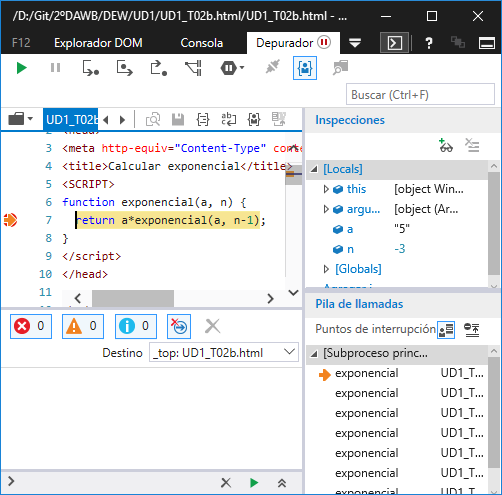 /D:/Git/2ºDAWB/DEW/UD1/UD1_T02b.html/UD1_T02b.html - ...
F12 Explorador DOM Consola Depurador
Buscar (Ctrl+F)
UD1_T02b
3 <meta http-equiv="Content-Type"
4 <title>Calcular exponencial</title>
5 <SCRIPT>
6 function exponencial(a, n) {
7 return a*exponencial(a, n-1);
8 }
9 </script>
10 </head>
11
0 0 0
Destino _top: UD1_T02b.html
Inspecciones
[Locals]
this [object Win...
argu... [object (Ar...
a "5"
n -3
[Globals]
Pila de llamadas
Puntos de interrupción
[Subproceso princ...
exponencial UD1_T...
exponencial UD1_T...
exponencial UD1_T...
exponencial UD1_T...
exponencial UD1_T...
exponencial UD1_T...
exponencial UD1_T...